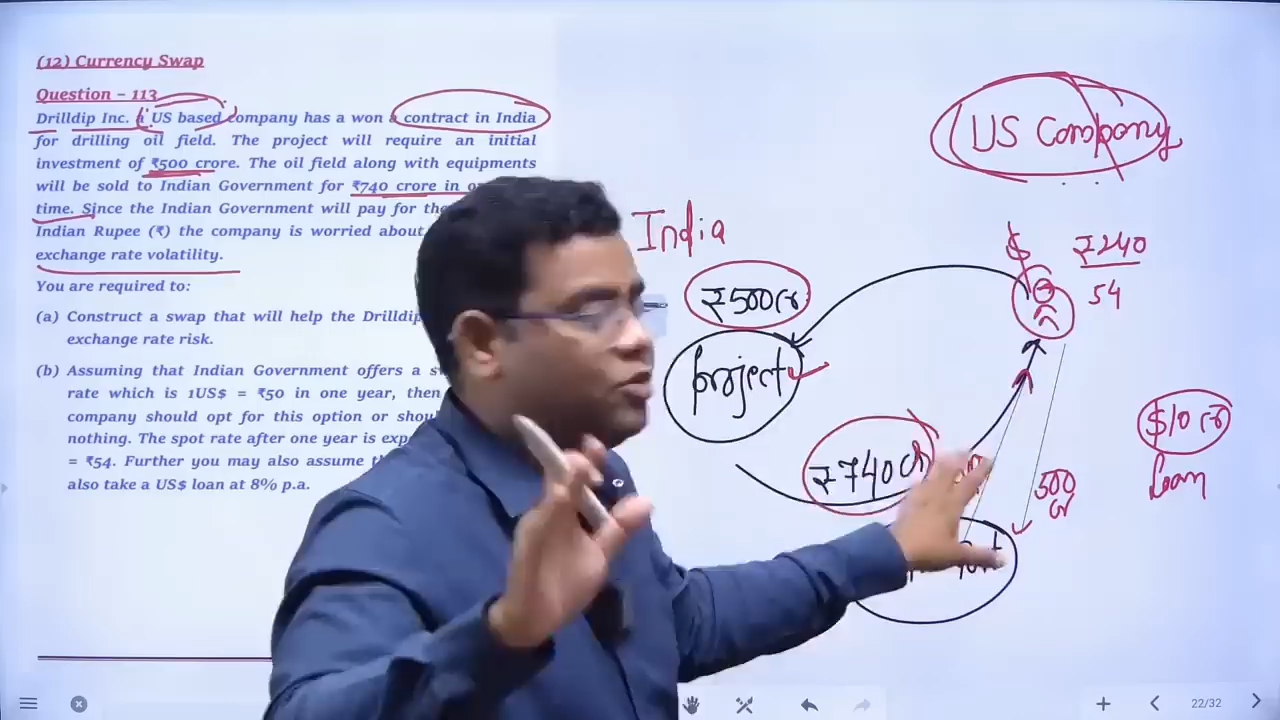 (12) Currency Swap
Question – 113
Drilldip Inc. a US based company has a won a contract in India
for drilling oil field. The project will require an initial
investment of ₹500 crore. The oil field along with equipments
will be sold to Indian Government for ₹740 crore in
time. Since the Indian Government will pay for the
Indian Rupee (₹) the company is worried about
exchange rate volatility.
You are required to:
(a) Construct a swap that will help the Drilldip
exchange rate risk.
(b) Assuming that Indian Government offers a
rate which is 1US$ = ₹50 in one year, then
company should opt for this option or
nothing. The spot rate after one year is
= ₹54. Further you may also assume
also take a US$ loan at 8% p.a.
US Company
India
$
₹240
54
₹500 cr
project
$10 cr
loan
₹740 cr
500
cr
22/32